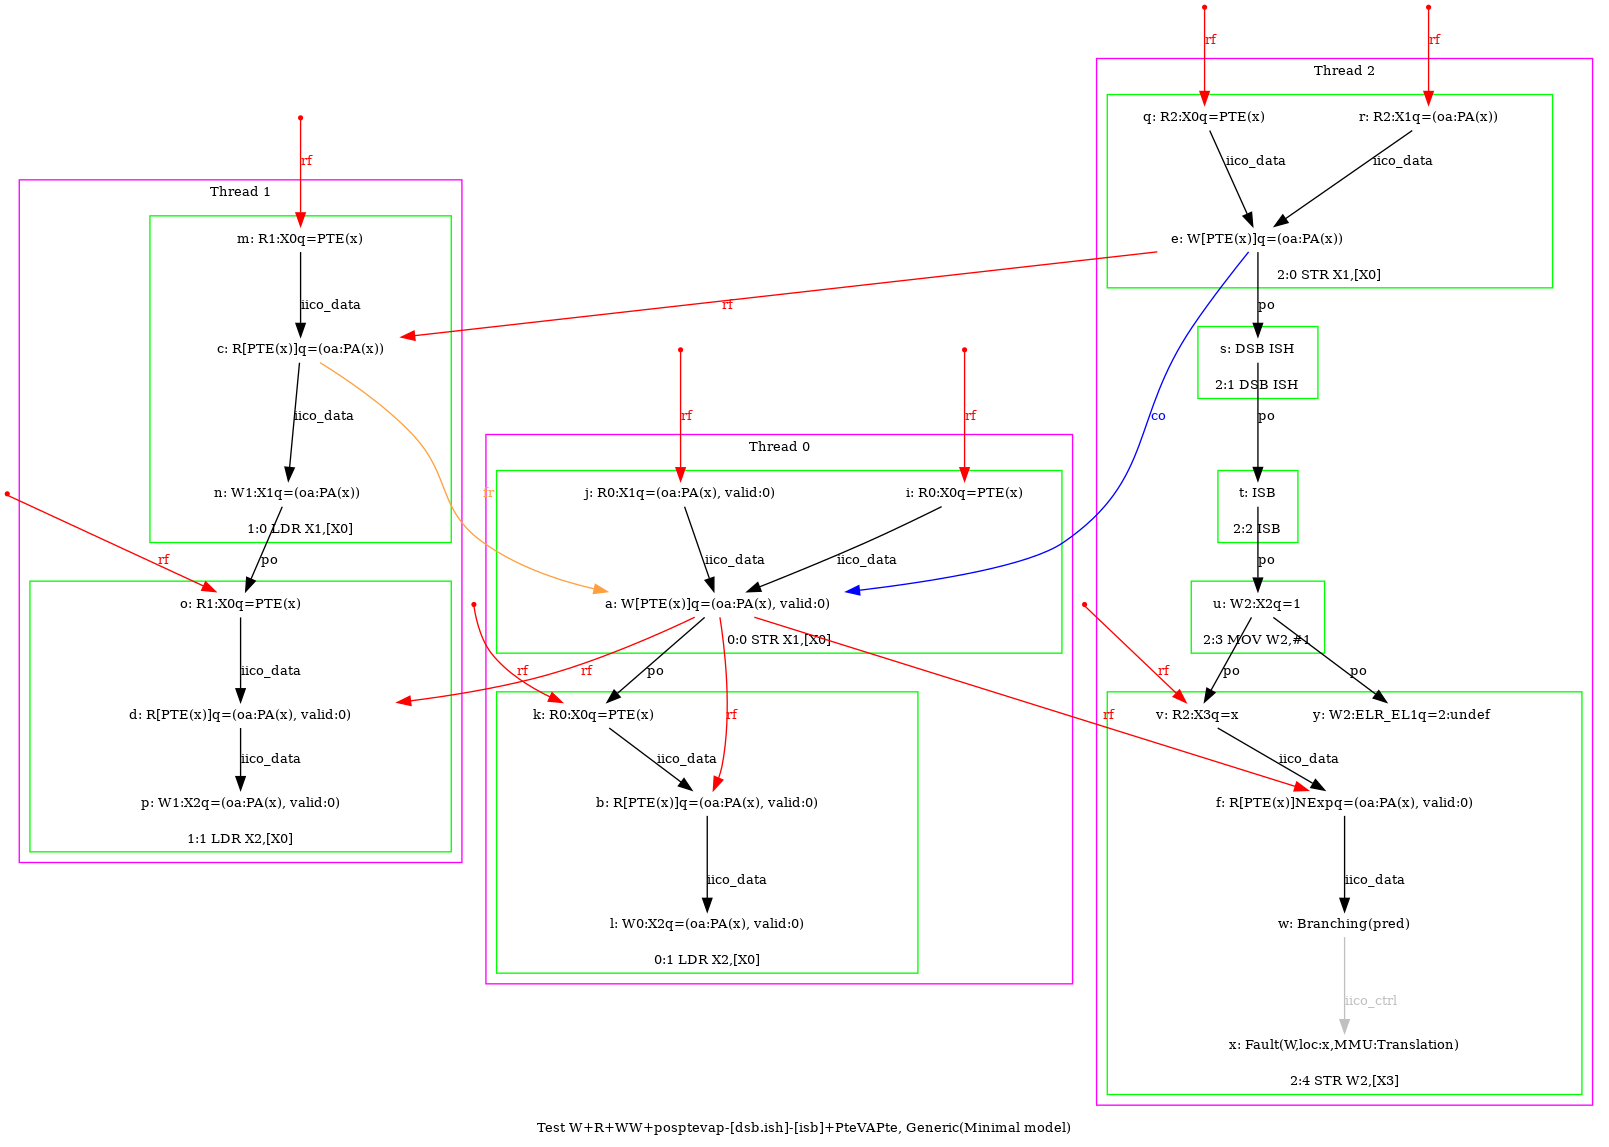 rf
rf
Thread 2
q: R2:X0q=PTE(x)
r: R2:X1q=(oa:PA(x))
iico_data
iico_data
e: W[PTE(x)]q=(oa:PA(x))
2:0 STR X1,[X0]
po
s: DSB ISH
2:1 DSB ISH
po
t: ISB
2:2 ISB
po
u: W2:X2q=1
2:3 MOV W2,#1
rf
po
po
v: R2:X3q=x
y: W2:ELR_EL1q=2:undef
iico_data
f: R[PTE(x)]NExpq=(oa:PA(x), valid:0)
iico_data
w: Branching(pred)
iico_ctrl
x: Fault(W,loc:x,MMU:Translation)
2:4 STR W2,[X3]
rf
Thread 1
m: R1:X0q=PTE(x)
iico_data
c: R[PTE(x)]q=(oa:PA(x))
iico_data
n: W1:X1q=(oa:PA(x))
1:0 LDR X1,[X0]
rf
po
o: R1:X0q=PTE(x)
iico_data
d: R[PTE(x)]q=(oa:PA(x), valid:0)
iico_data
p: W1:X2q=(oa:PA(x), valid:0)
1:1 LDR X2,[X0]
rf
co
fr
rf
rf
Thread 0
j: R0:X1q=(oa:PA(x), valid:0)
i: R0:X0q=PTE(x)
iico_data
iico_data
a: W[PTE(x)]q=(oa:PA(x), valid:0)
0:0 STR X1,[X0]
rf
rf
po
rf
rf
k: R0:X0q=PTE(x)
iico_data
b: R[PTE(x)]q=(oa:PA(x), valid:0)
iico_data
l: W0:X2q=(oa:PA(x), valid:0)
0:1 LDR X2,[X0]
Test W+R+WW+posptevap-[dsb.ish]-[isb]+PteVAPte, Generic(Minimal model)